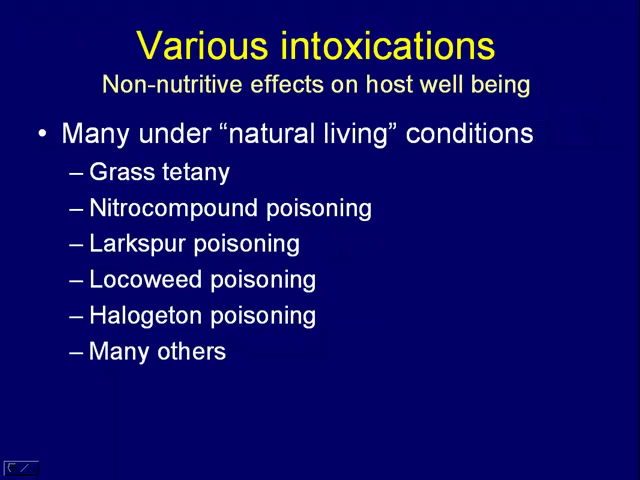 Various intoxications
Non-nutritive effects on host well being
• Many under “natural living” conditions
– Grass tetany
– Nitrocompound poisoning
– Larkspur poisoning
– Locoweed poisoning
– Halogeton poisoning
– Many others